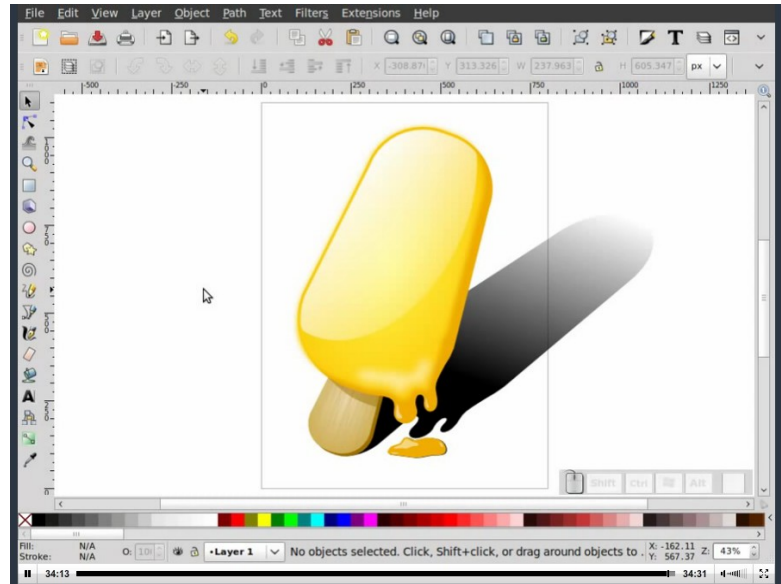 File Edit View Layer Object Path Text Filters Extensions Help
X -308.87 Y 313.326 W 237.963 H 605.347 px
-500 -250 0 250 500 750 1000 1250
Shift Ctrl Alt
Fill: N/A
Stroke: N/A
O: •Layer 1 No objects selected. Click, Shift+click, or drag around objects to . X: -162.11 Y: 567.37 Z: 43%
34:13 34:31